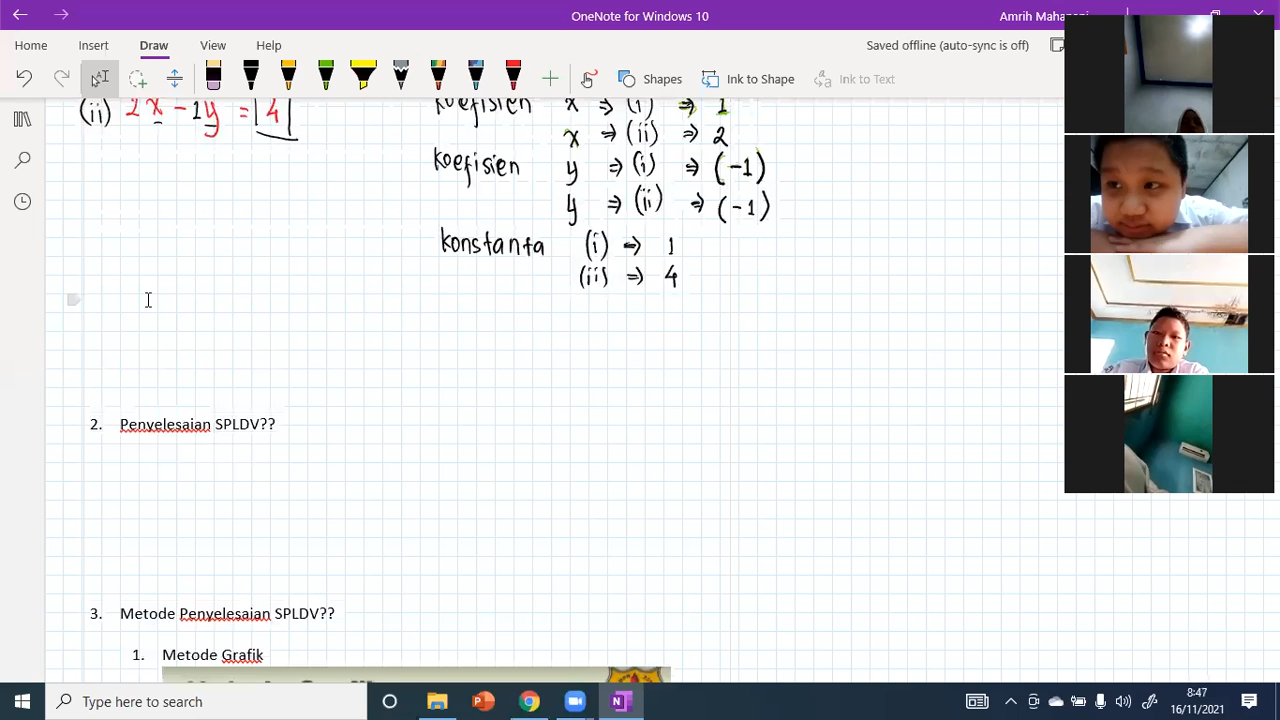 OneNote for Windows 10
Home Insert Draw View Help
Saved offline (auto-sync is off)
Shapes Ink to Shape Ink to Text
(ii) 2x - 1y = 4
koefisien x ⇒ (i) ⇒ 1
x ⇒ (ii) ⇒ 2
koefisien y ⇒ (i) ⇒ (-1)
y ⇒ (ii) ⇒ (-1)
konstanta (i) ⇒ 1
(ii) ⇒ 4
2. Penyelesaian SPLDV??
3. Metode Penyelesaian SPLDV??
1. Metode Grafik
Type here to search
8:47
16/11/2021